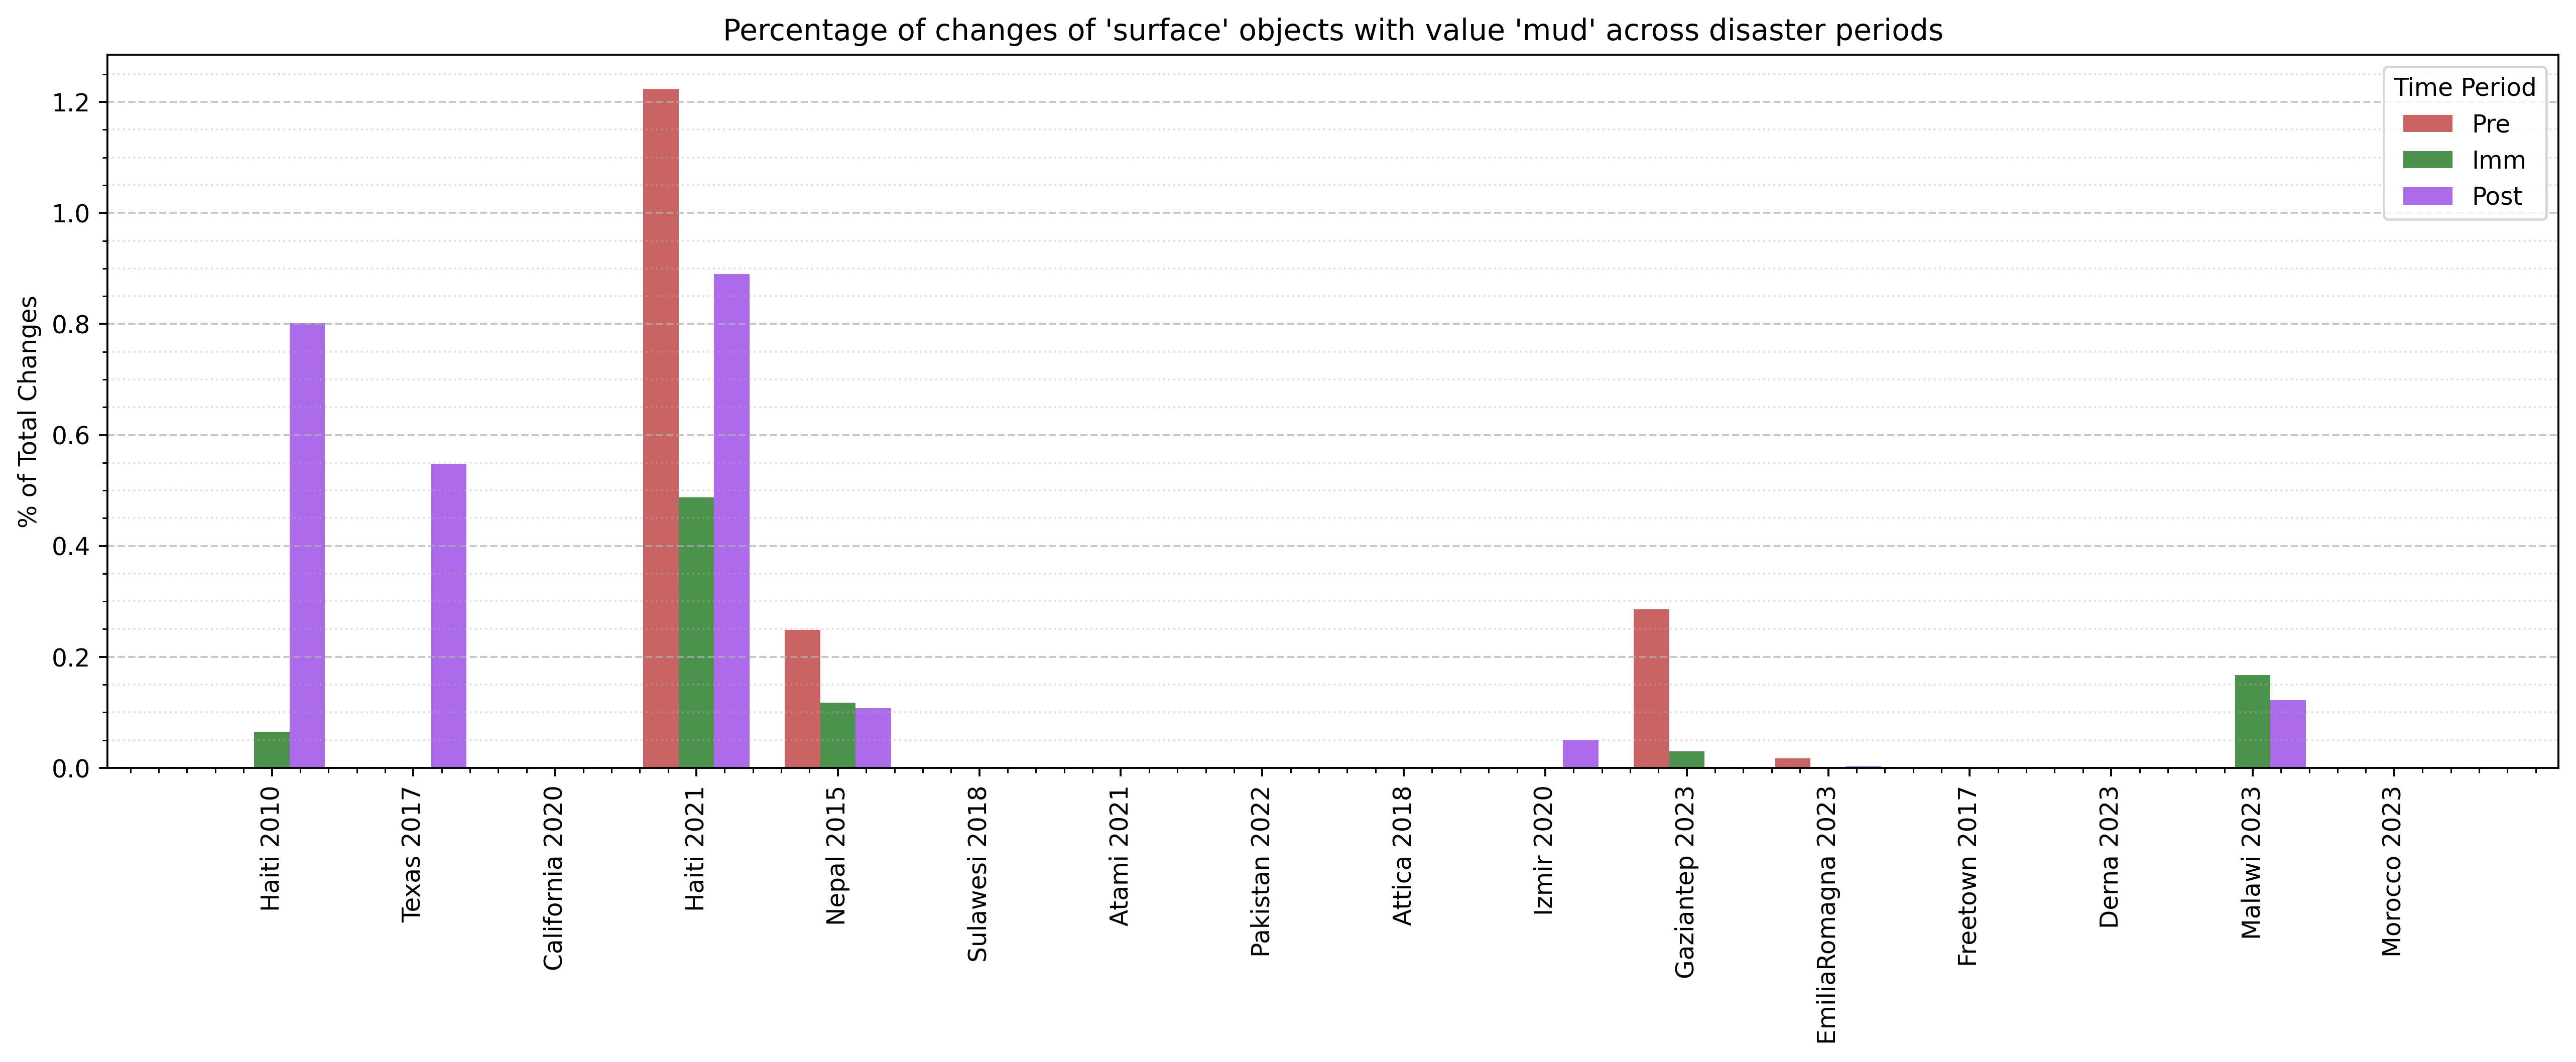 Percentage of changes of 'surface' objects with value 'mud' across disaster periods
% of Total Changes
1.2
1.0
0.8
0.6
0.4
0.2
0.0
Time Period
Pre
Imm
Post
Haiti 2010
Texas 2017
California 2020
Haiti 2021
Nepal 2015
Sulawesi 2018
Atami 2021
Pakistan 2022
Attica 2018
Izmir 2020
Gaziantep 2023
EmiliaRomagna 2023
Freetown 2017
Derna 2023
Malawi 2023
Morocco 2023